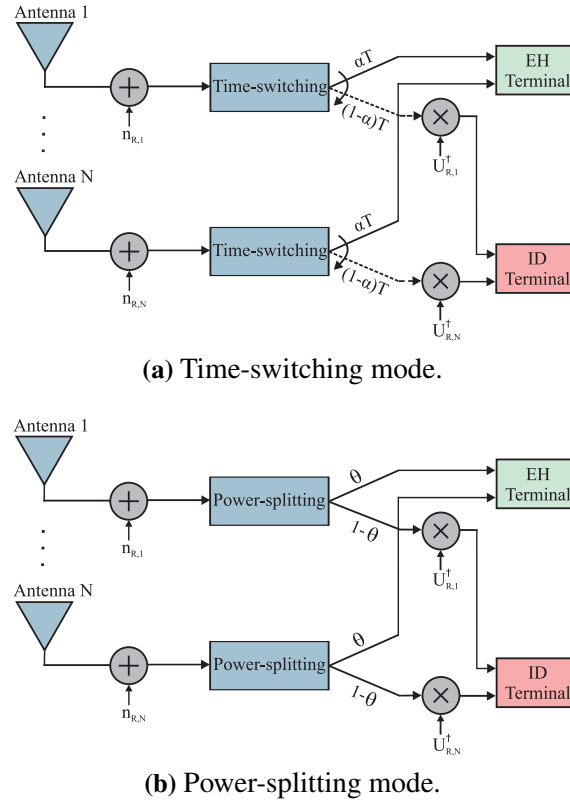 Antenna 1
n_{R,1}
Time-switching
αT
(1-α)T
U^†_{R,1}
EH
Terminal
Antenna N
n_{R,N}
Time-switching
αT
(1-α)T
U^†_{R,N}
ID
Terminal
(a) Time-switching mode.
Antenna 1
n_{R,1}
Power-splitting
θ
1-θ
U^†_{R,1}
EH
Terminal
Antenna N
n_{R,N}
Power-splitting
θ
1-θ
U^†_{R,N}
ID
Terminal
(b) Power-splitting mode.